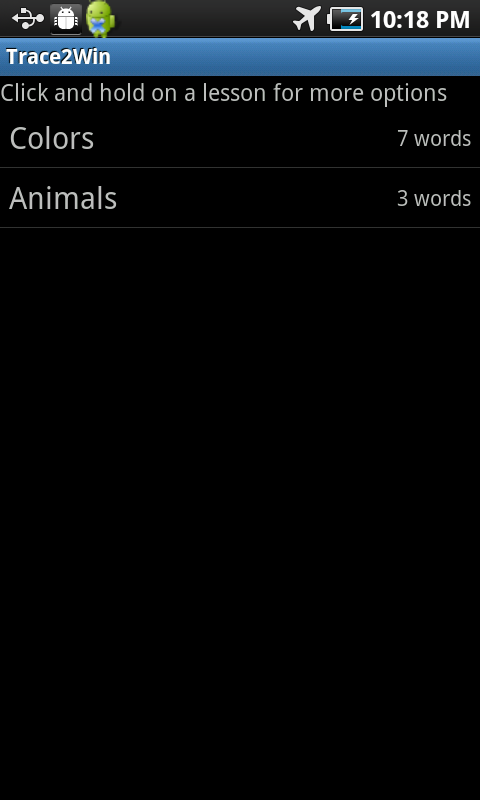 10:18 PM
Trace2Win
Click and hold on a lesson for more options
Colors 7 words
Animals 3 words